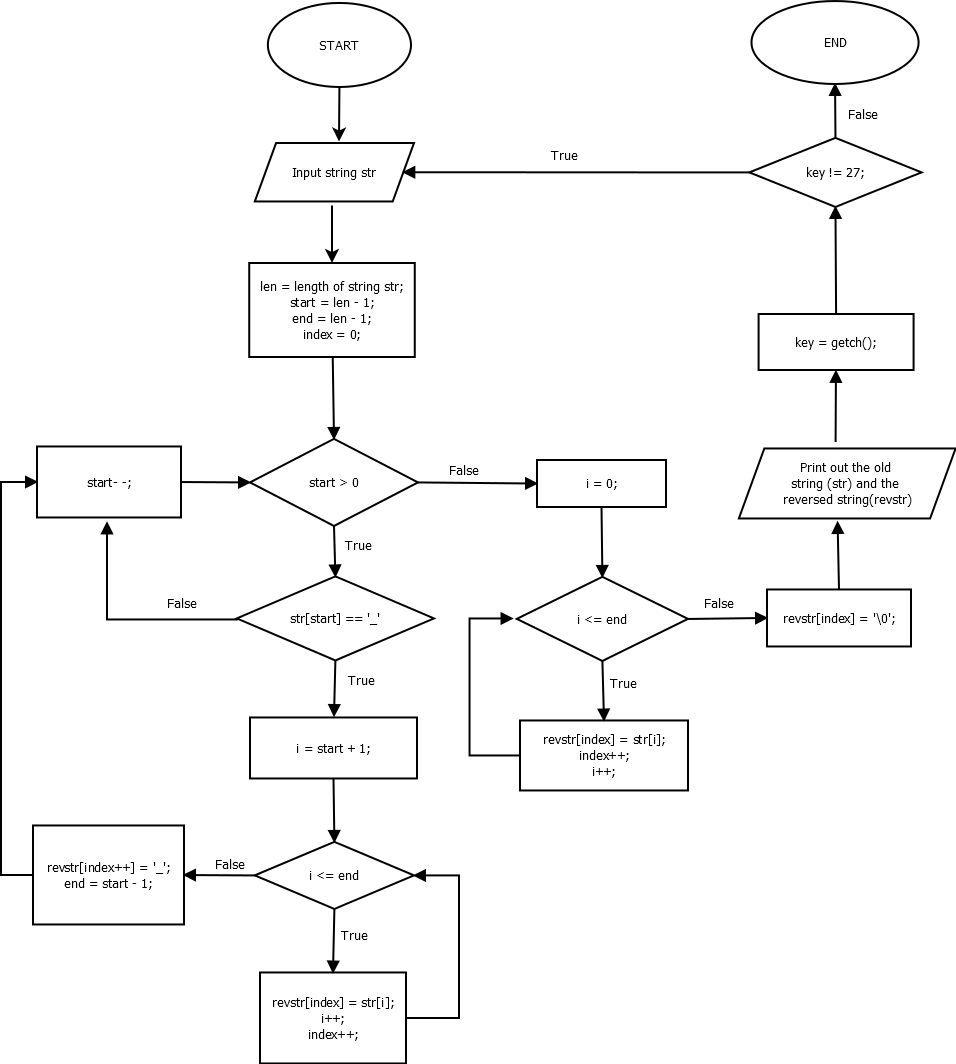 START
END
False
True
Input string str
key != 27;
len = length of string str;
start = len - 1;
end = len - 1;
index = 0;
key = getch();
start- -;
start > 0
False
i = 0;
Print out the old
string (str) and the
reversed string(revstr)
True
False
str[start] == '_'
i <= end
False
revstr[index] = '\0';
True
True
i = start + 1;
revstr[index] = str[i];
index++;
i++;
revstr[index++] = '_';
end = start - 1;
False
i <= end
True
revstr[index] = str[i];
i++;
index++;